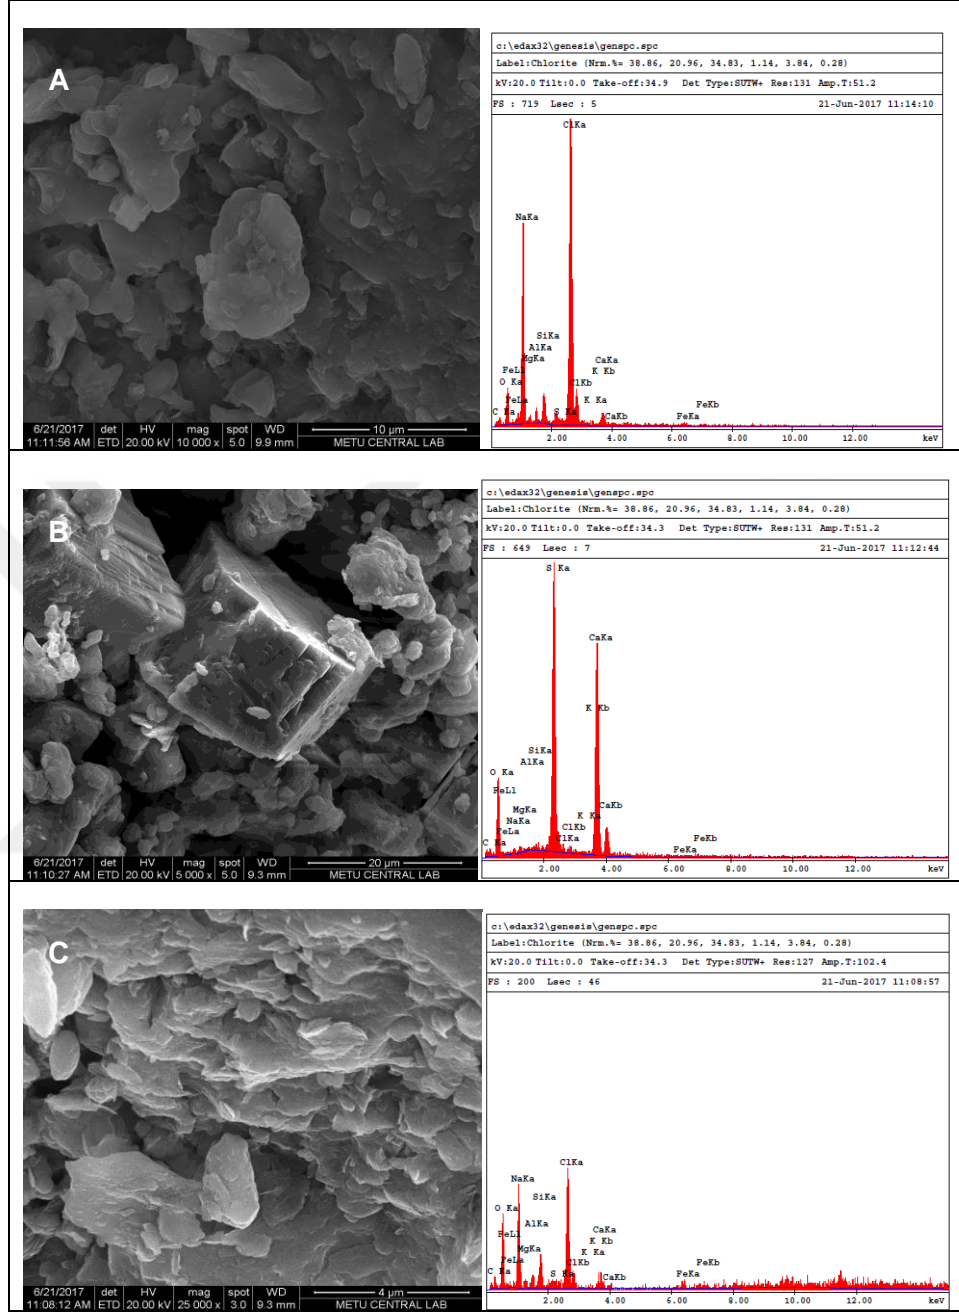 A
6/21/2017 det HV mag spot WD 10 µm
11:11:56 AM ETD 20.00 kV 10 000 x 5.0 9.9 mm METU CENTRAL LAB
c:\edax32\genesis\genspc.spc
Label:Chlorite (Nrm.%= 38.86, 20.96, 34.83, 1.14, 3.84, 0.28)
kV:20.0 Tilt:0.0 Take-off:34.9 Det Type:SUTW+ Res:131 Amp.T:51.2
FS : 719 Lsec : 5 21-Jun-2017 11:14:10
ClKa
NaKa
SiKa
AlKa
CaKa
MgKa
K Kb
FeLl
O Ka
ClKb
FeLa
K Ka
C Ka
S Ka
CaKb
FeKa
FeKb
2.00 4.00 6.00 8.00 10.00 12.00 keV
B
6/21/2017 det HV mag spot WD 20 µm
11:10:27 AM ETD 20.00 kV 5 000 x 5.0 9.3 mm METU CENTRAL LAB
c:\edax32\genesis\genspc.spc
Label:Chlorite (Nrm.%= 38.86, 20.96, 34.83, 1.14, 3.84, 0.28)
kV:20.0 Tilt:0.0 Take-off:34.3 Det Type:SUTW+ Res:131 Amp.T:51.2
FS : 649 Lsec : 7 21-Jun-2017 11:12:44
S Ka
CaKa
K Kb
SiKa
AlKa
O Ka
FeLl
MgKa
CaKb
NaKa
K Ka
FeLa
ClKb
C Ka
ClKa
FeKa
FeKb
2.00 4.00 6.00 8.00 10.00 12.00 keV
C
6/21/2017 det HV mag spot WD 4 µm
11:08:12 AM ETD 20.00 kV 25 000 x 3.0 9.3 mm METU CENTRAL LAB
c:\edax32\genesis\genspc.spc
Label:Chlorite (Nrm.%= 38.86, 20.96, 34.83, 1.14, 3.84, 0.28)
kV:20.0 Tilt:0.0 Take-off:34.3 Det Type:SUTW+ Res:127 Amp.T:102.4
FS : 200 Lsec : 46 21-Jun-2017 11:08:57
ClKa
NaKa
SiKa
O Ka
AlKa
CaKa
FeLl
K Kb
MgKa
K Ka
FeLa
ClKb
C Ka
S Ka
CaKb
FeKa
FeKb
2.00 4.00 6.00 8.00 10.00 12.00 keV